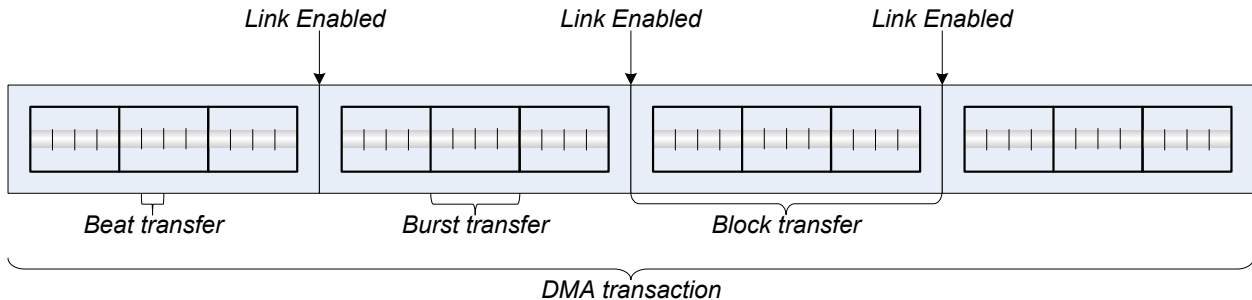 Link Enabled
Link Enabled
Link Enabled
Beat transfer
Burst transfer
Block transfer
DMA transaction